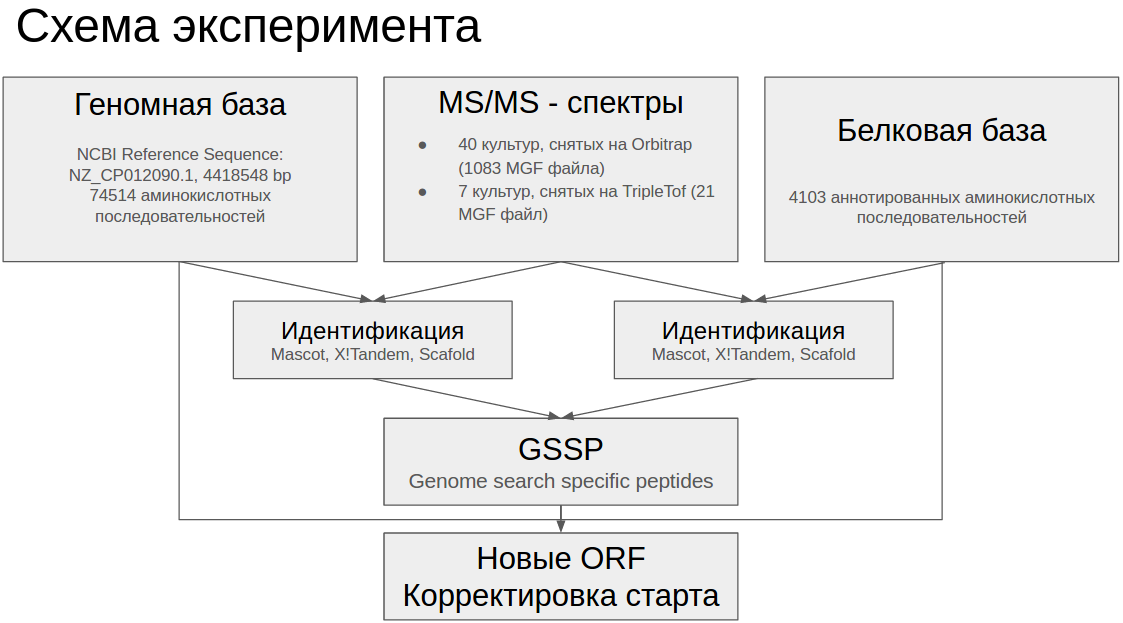 Схема эксперимента
Геномная база
NCBI Reference Sequence:
NZ_CP012090.1, 4418548 bp
74514 аминокислотных
последовательностей
MS/MS - спектры
● 40 культур, снятых на Orbitrap
(1083 MGF файла)
● 7 культур, снятых на TripleTof (21
MGF файл)
Белковая база
4103 аннотированных аминокислотных
последовательностей
Идентификация
Mascot, X!Tandem, Scafold
Идентификация
Mascot, X!Tandem, Scafold
GSSP
Genome search specific peptides
Новые ORF
Корректировка старта